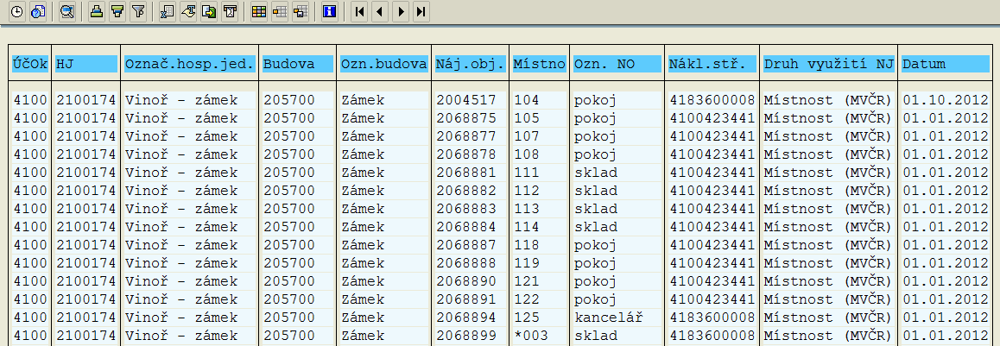 ÚčOk HJ Označ.hosp.jed. Budova Ozn.budova Náj.obj. Místno Ozn. NO Nákl.stř. Druh využití NJ Datum
4100 2100174 Vinoř – zámek 205700 Zámek 2004517 104 pokoj 4183600008 Místnost (MVČR) 01.10.2012
4100 2100174 Vinoř – zámek 205700 Zámek 2068875 105 pokoj 4100423441 Místnost (MVČR) 01.01.2012
4100 2100174 Vinoř – zámek 205700 Zámek 2068877 107 pokoj 4100423441 Místnost (MVČR) 01.01.2012
4100 2100174 Vinoř – zámek 205700 Zámek 2068878 108 pokoj 4100423441 Místnost (MVČR) 01.01.2012
4100 2100174 Vinoř – zámek 205700 Zámek 2068881 111 sklad 4100423441 Místnost (MVČR) 01.01.2012
4100 2100174 Vinoř – zámek 205700 Zámek 2068882 112 sklad 4100423441 Místnost (MVČR) 01.01.2012
4100 2100174 Vinoř – zámek 205700 Zámek 2068883 113 sklad 4100423441 Místnost (MVČR) 01.01.2012
4100 2100174 Vinoř – zámek 205700 Zámek 2068884 114 sklad 4100423441 Místnost (MVČR) 01.01.2012
4100 2100174 Vinoř – zámek 205700 Zámek 2068887 118 pokoj 4100423441 Místnost (MVČR) 01.01.2012
4100 2100174 Vinoř – zámek 205700 Zámek 2068888 119 pokoj 4100423441 Místnost (MVČR) 01.01.2012
4100 2100174 Vinoř – zámek 205700 Zámek 2068890 121 pokoj 4100423441 Místnost (MVČR) 01.01.2012
4100 2100174 Vinoř – zámek 205700 Zámek 2068891 122 pokoj 4100423441 Místnost (MVČR) 01.01.2012
4100 2100174 Vinoř – zámek 205700 Zámek 2068894 125 kancelář 4183600008 Místnost (MVČR) 01.01.2012
4100 2100174 Vinoř – zámek 205700 Zámek 2068899 *003 sklad 4183600008 Místnost (MVČR) 01.01.2012